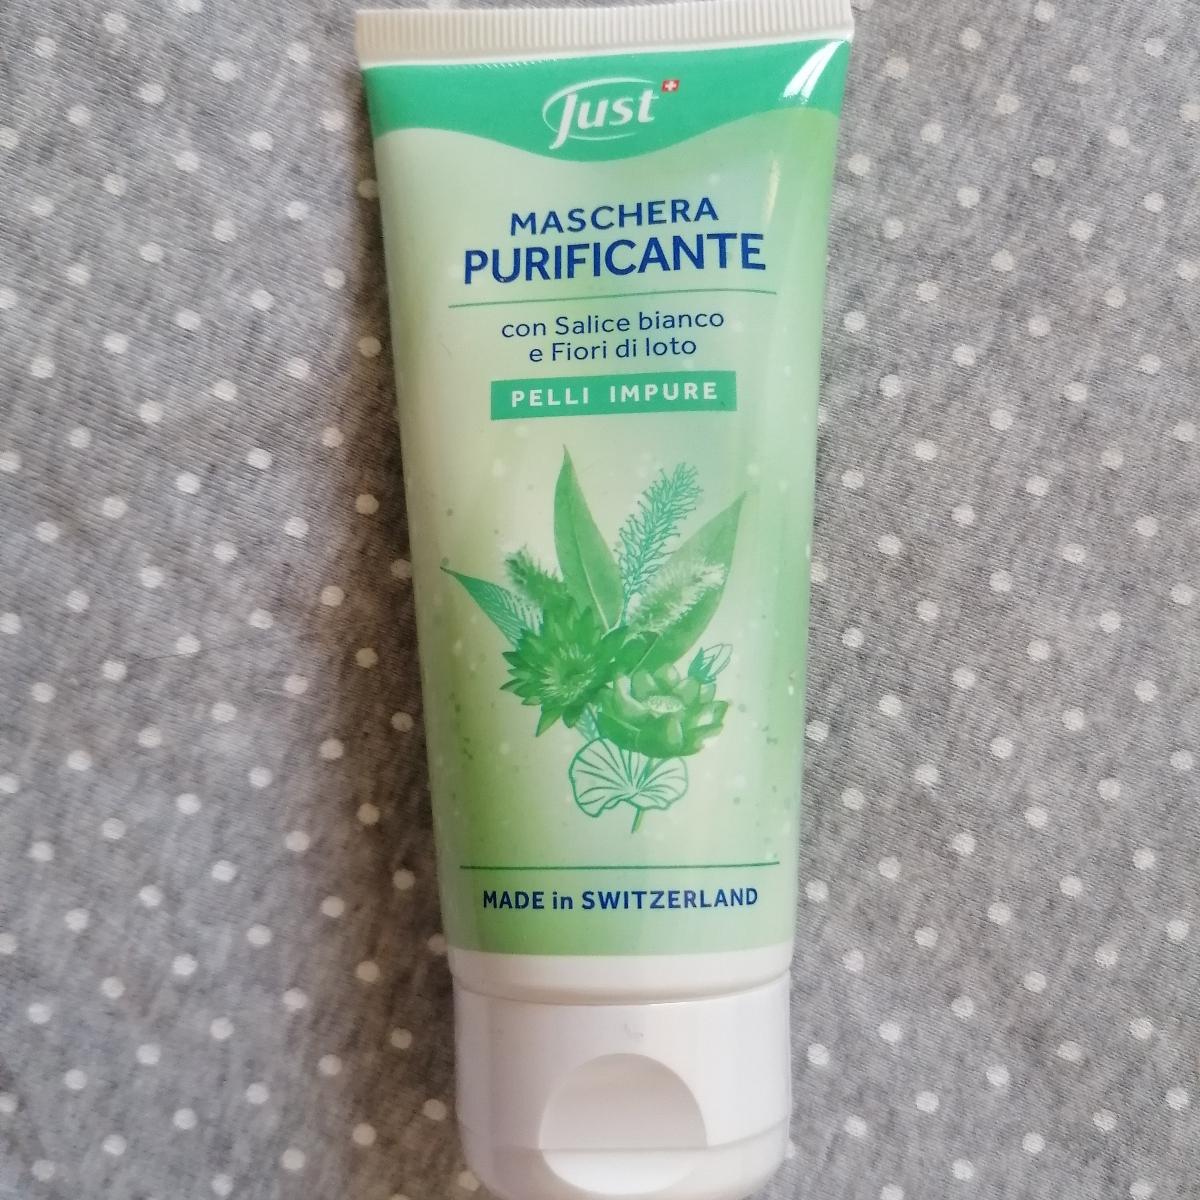 Just
MASCHERA
PURIFICANTE
con Salice bianco
e Fiori di loto
PELLI IMPURE
MADE in SWITZERLAND